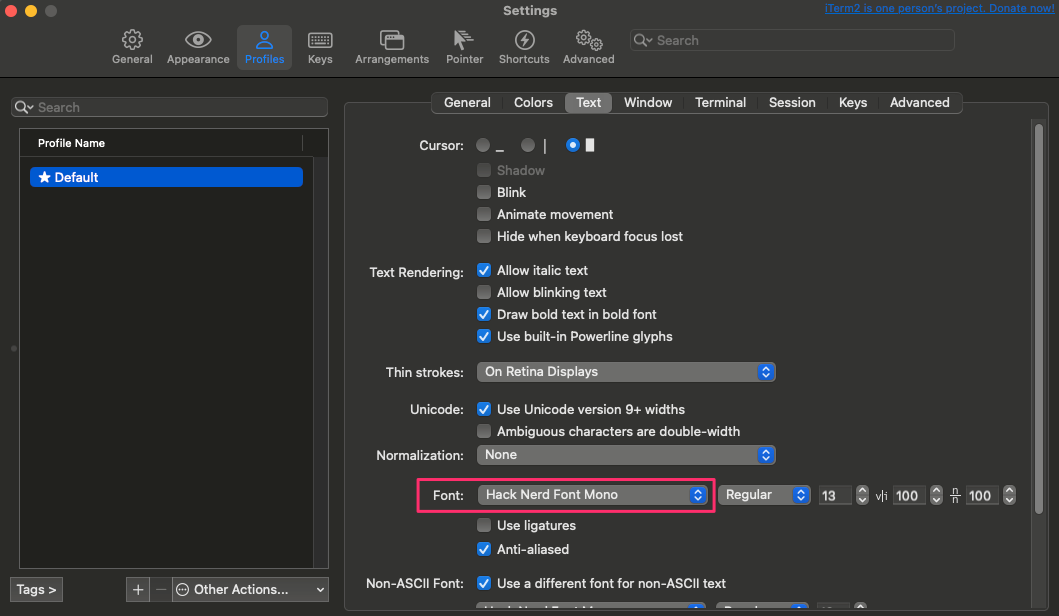 Settings
iTerm2 is one person's project. Donate now!
General Appearance Profiles Keys Arrangements Pointer Shortcuts Advanced
Search
Search
General Colors Text Window Terminal Session Keys Advanced
Profile Name
★ Default
Cursor: _ |
Shadow
Blink
Animate movement
Hide when keyboard focus lost
Text Rendering: Allow italic text
Allow blinking text
Draw bold text in bold font
Use built-in Powerline glyphs
Thin strokes: On Retina Displays
Unicode: Use Unicode version 9+ widths
Ambiguous characters are double-width
Normalization: None
Font: Hack Nerd Font Mono Regular 13 v|i 100 n/n 100
Use ligatures
Anti-aliased
Non-ASCII Font: Use a different font for non-ASCII text
Tags > + − Other Actions...